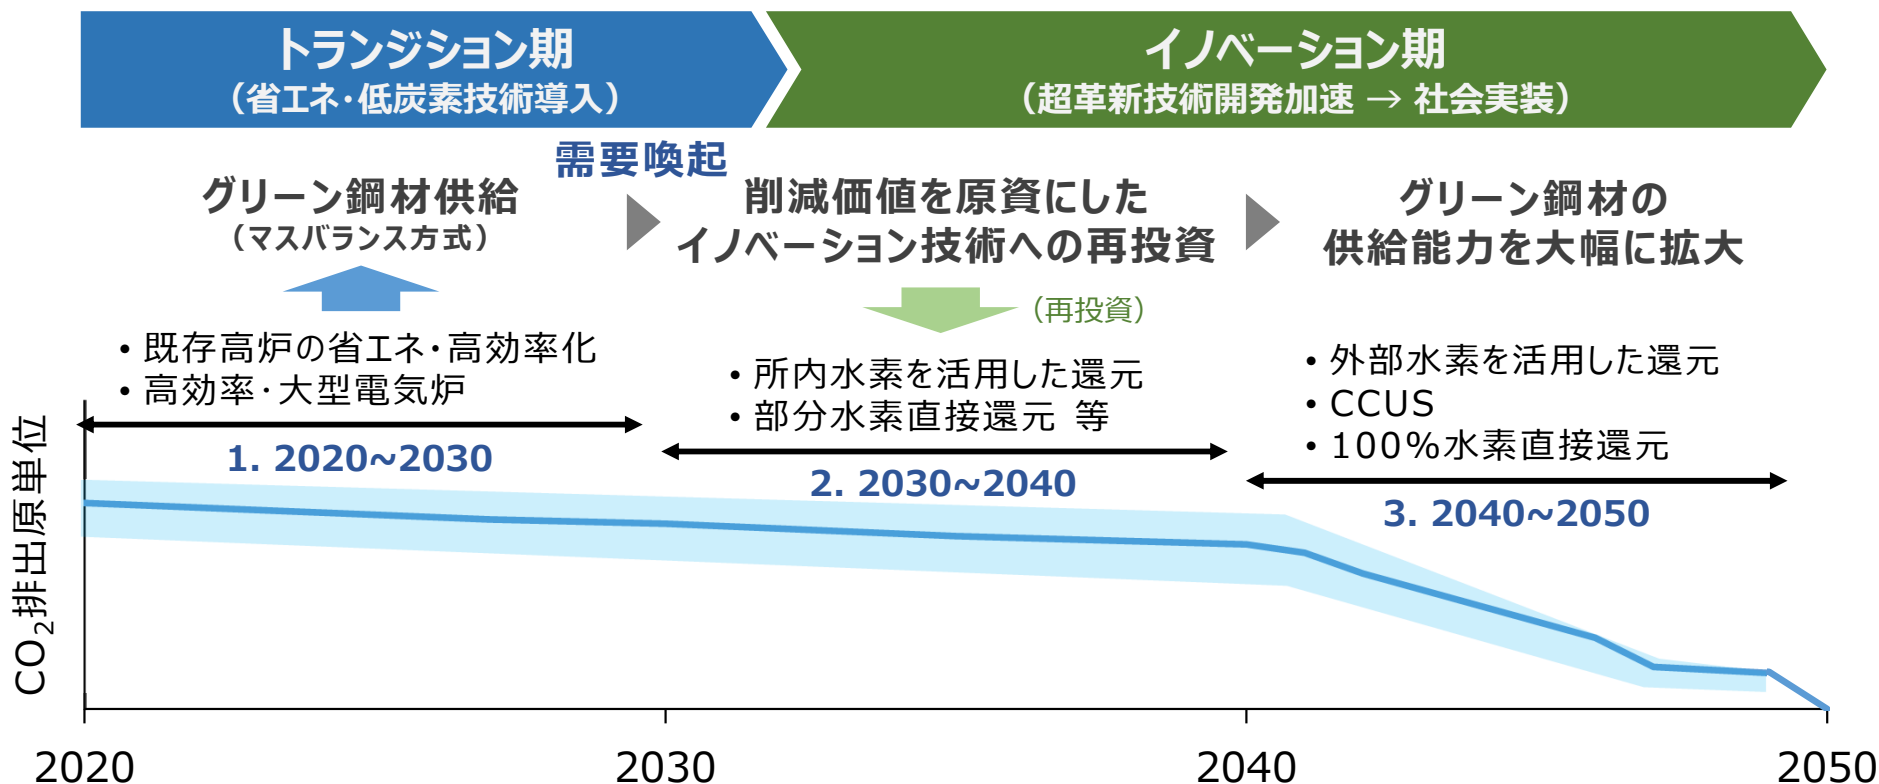 トランジション期
（省エネ・低炭素技術導入）
イノベーション期
（超革新技術開発加速 → 社会実装）
需要喚起
グリーン鋼材供給
（マスバランス方式）
削減価値を原資にした
イノベーション技術への再投資
グリーン鋼材の
供給能力を大幅に拡大
（再投資）
• 既存高炉の省エネ・高効率化
• 高効率・大型電気炉
• 所内水素を活用した還元
• 部分水素直接還元 等
• 外部水素を活用した還元
• CCUS
• 100%水素直接還元
1. 2020~2030
2. 2030~2040
3. 2040~2050
CO₂排出原単位
2020
2030
2040
2050